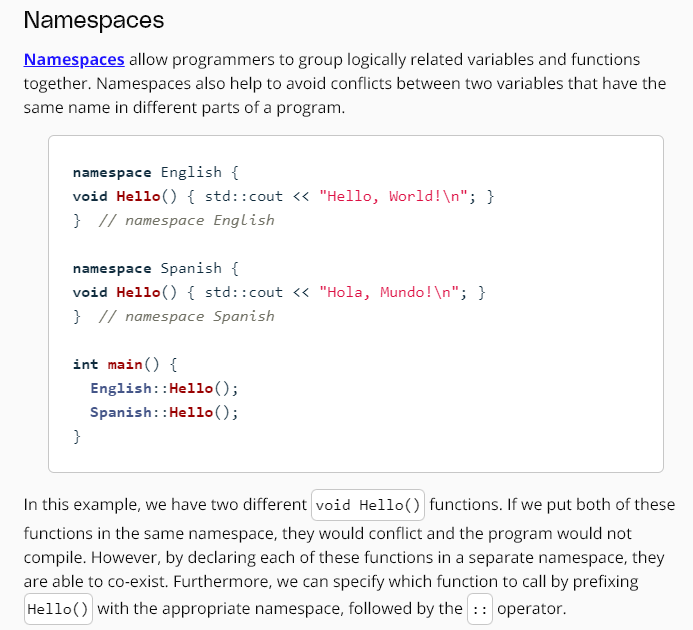 Namespaces
Namespaces allow programmers to group logically related variables and functions
together. Namespaces also help to avoid conflicts between two variables that have the
same name in different parts of a program.
namespace English {
void Hello() { std::cout << "Hello, World!\n"; }
}  // namespace English
namespace Spanish {
void Hello() { std::cout << "Hola, Mundo!\n"; }
}  // namespace Spanish
int main() {
  English::Hello();
  Spanish::Hello();
}
In this example, we have two different void Hello() functions. If we put both of these
functions in the same namespace, they would conflict and the program would not
compile. However, by declaring each of these functions in a separate namespace, they
are able to co-exist. Furthermore, we can specify which function to call by prefixing
Hello() with the appropriate namespace, followed by the :: operator.